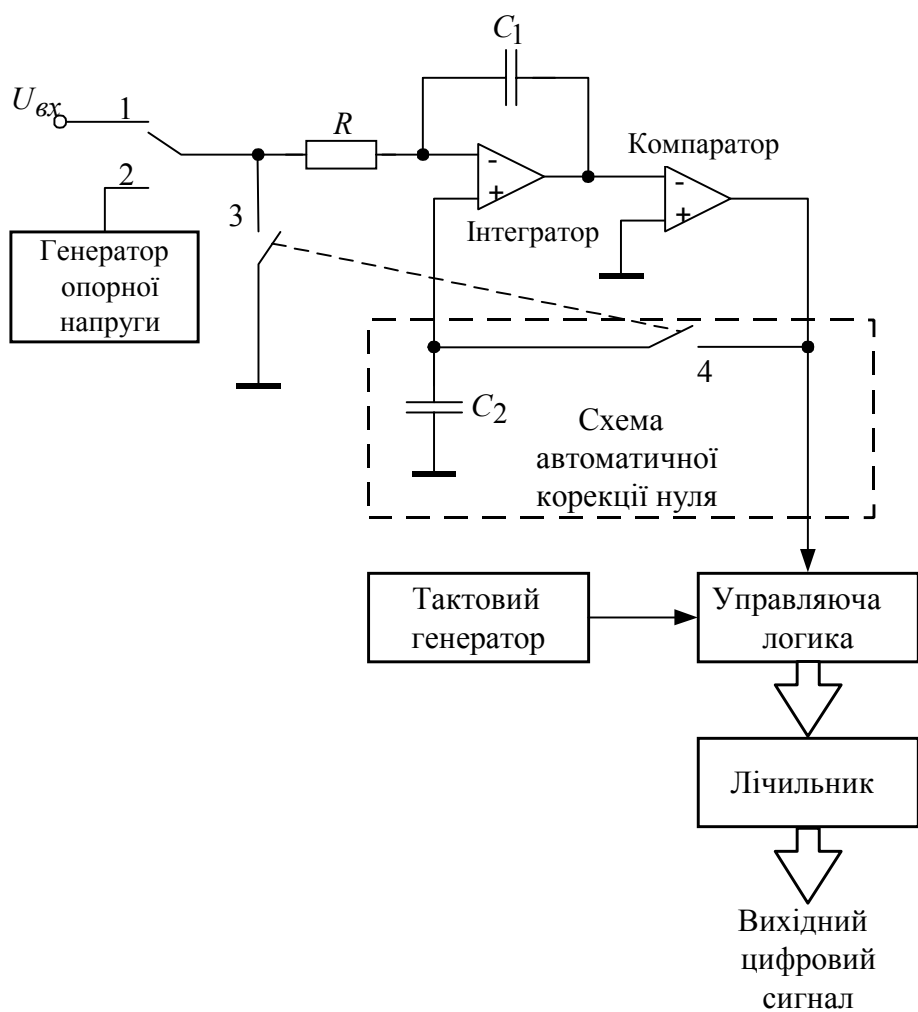 C1
Uвх
1
R
2
3
- +
Інтегратор
Компаратор
- +
Генератор
опорної
напруги
4
C2
Схема
автоматичної
корекції нуля
Тактовий
генератор
Управляюча
логика
Лічильник
Вихідний
цифровий
сигнал